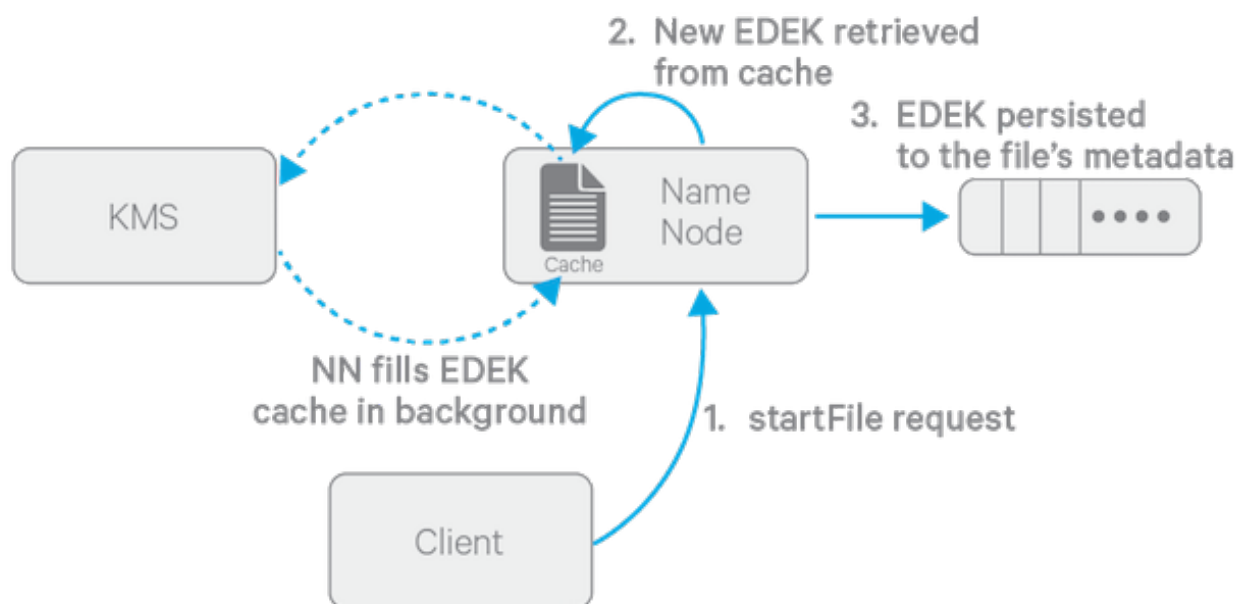 2. New EDEK retrieved
from cache
3. EDEK persisted
to the file's metadata
KMS
Name
Node
Cache
NN fills EDEK
cache in background
1. startFile request
Client